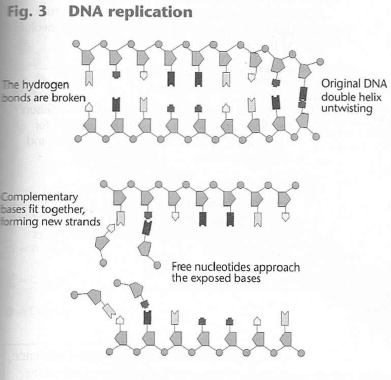 Fig. 3 DNA replication
The hydrogen
bonds are broken
Original DNA
double helix
untwisting
Complementary
bases fit together,
forming new strands
Free nucleotides approach
the exposed bases